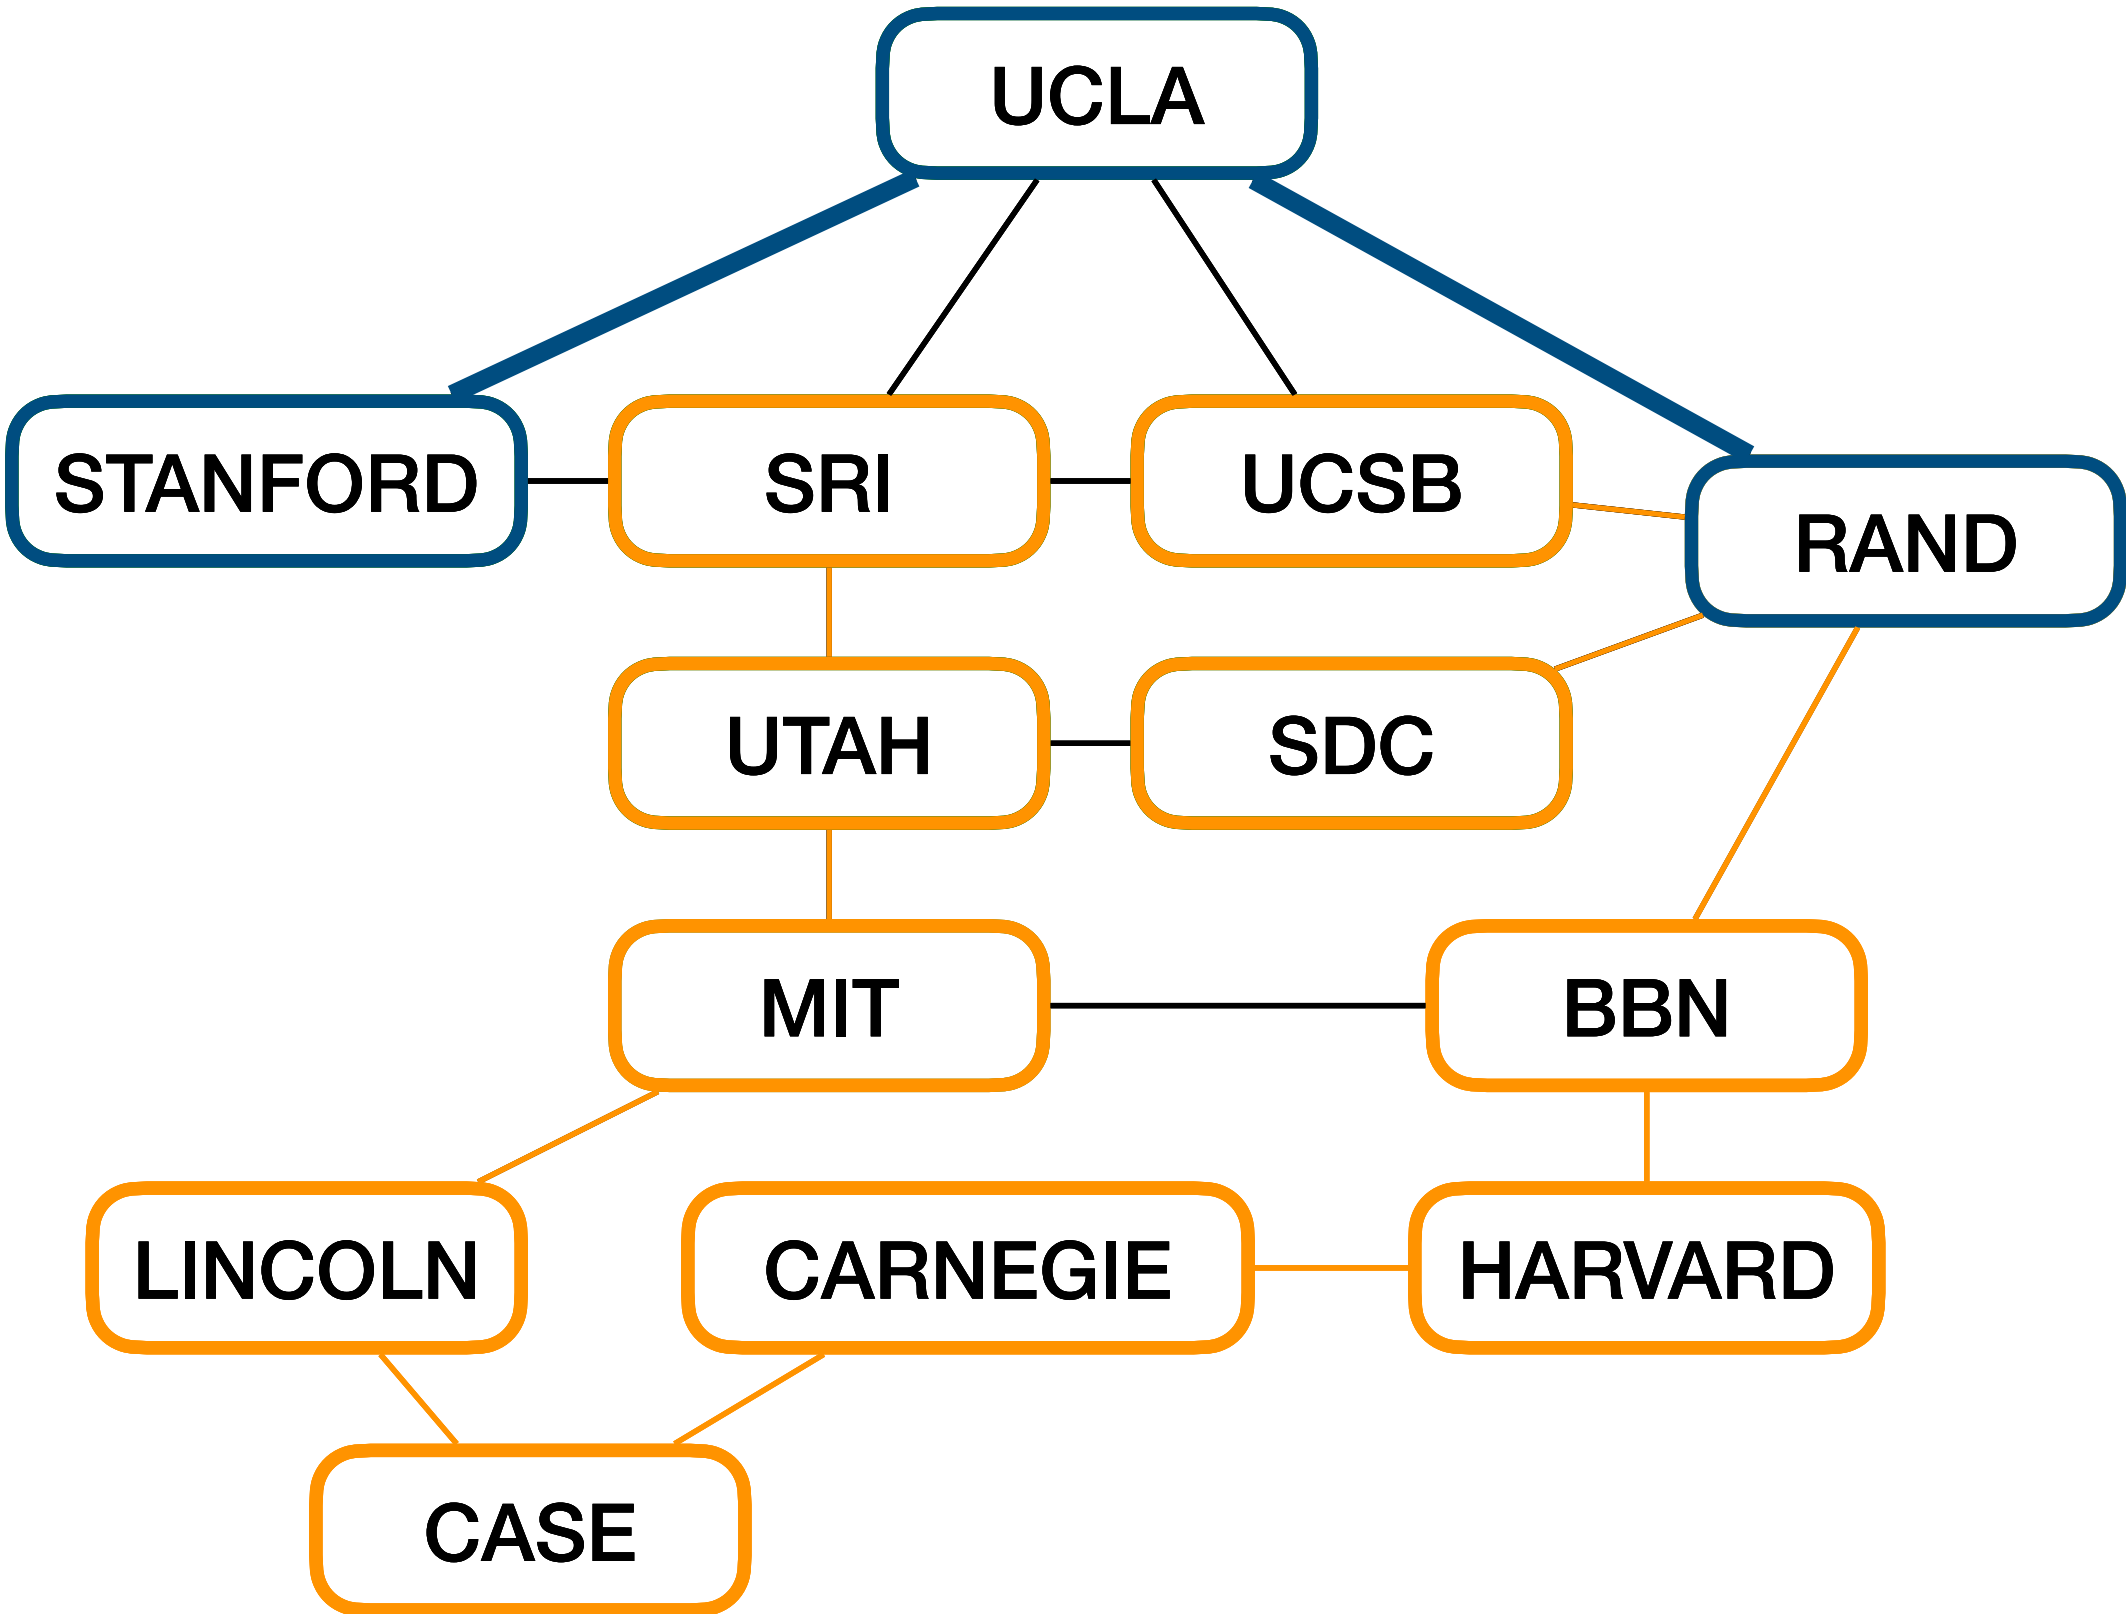 UCLA
STANFORD
SRI
UCSB
RAND
UTAH
SDC
MIT
BBN
LINCOLN
CARNEGIE
HARVARD
CASE